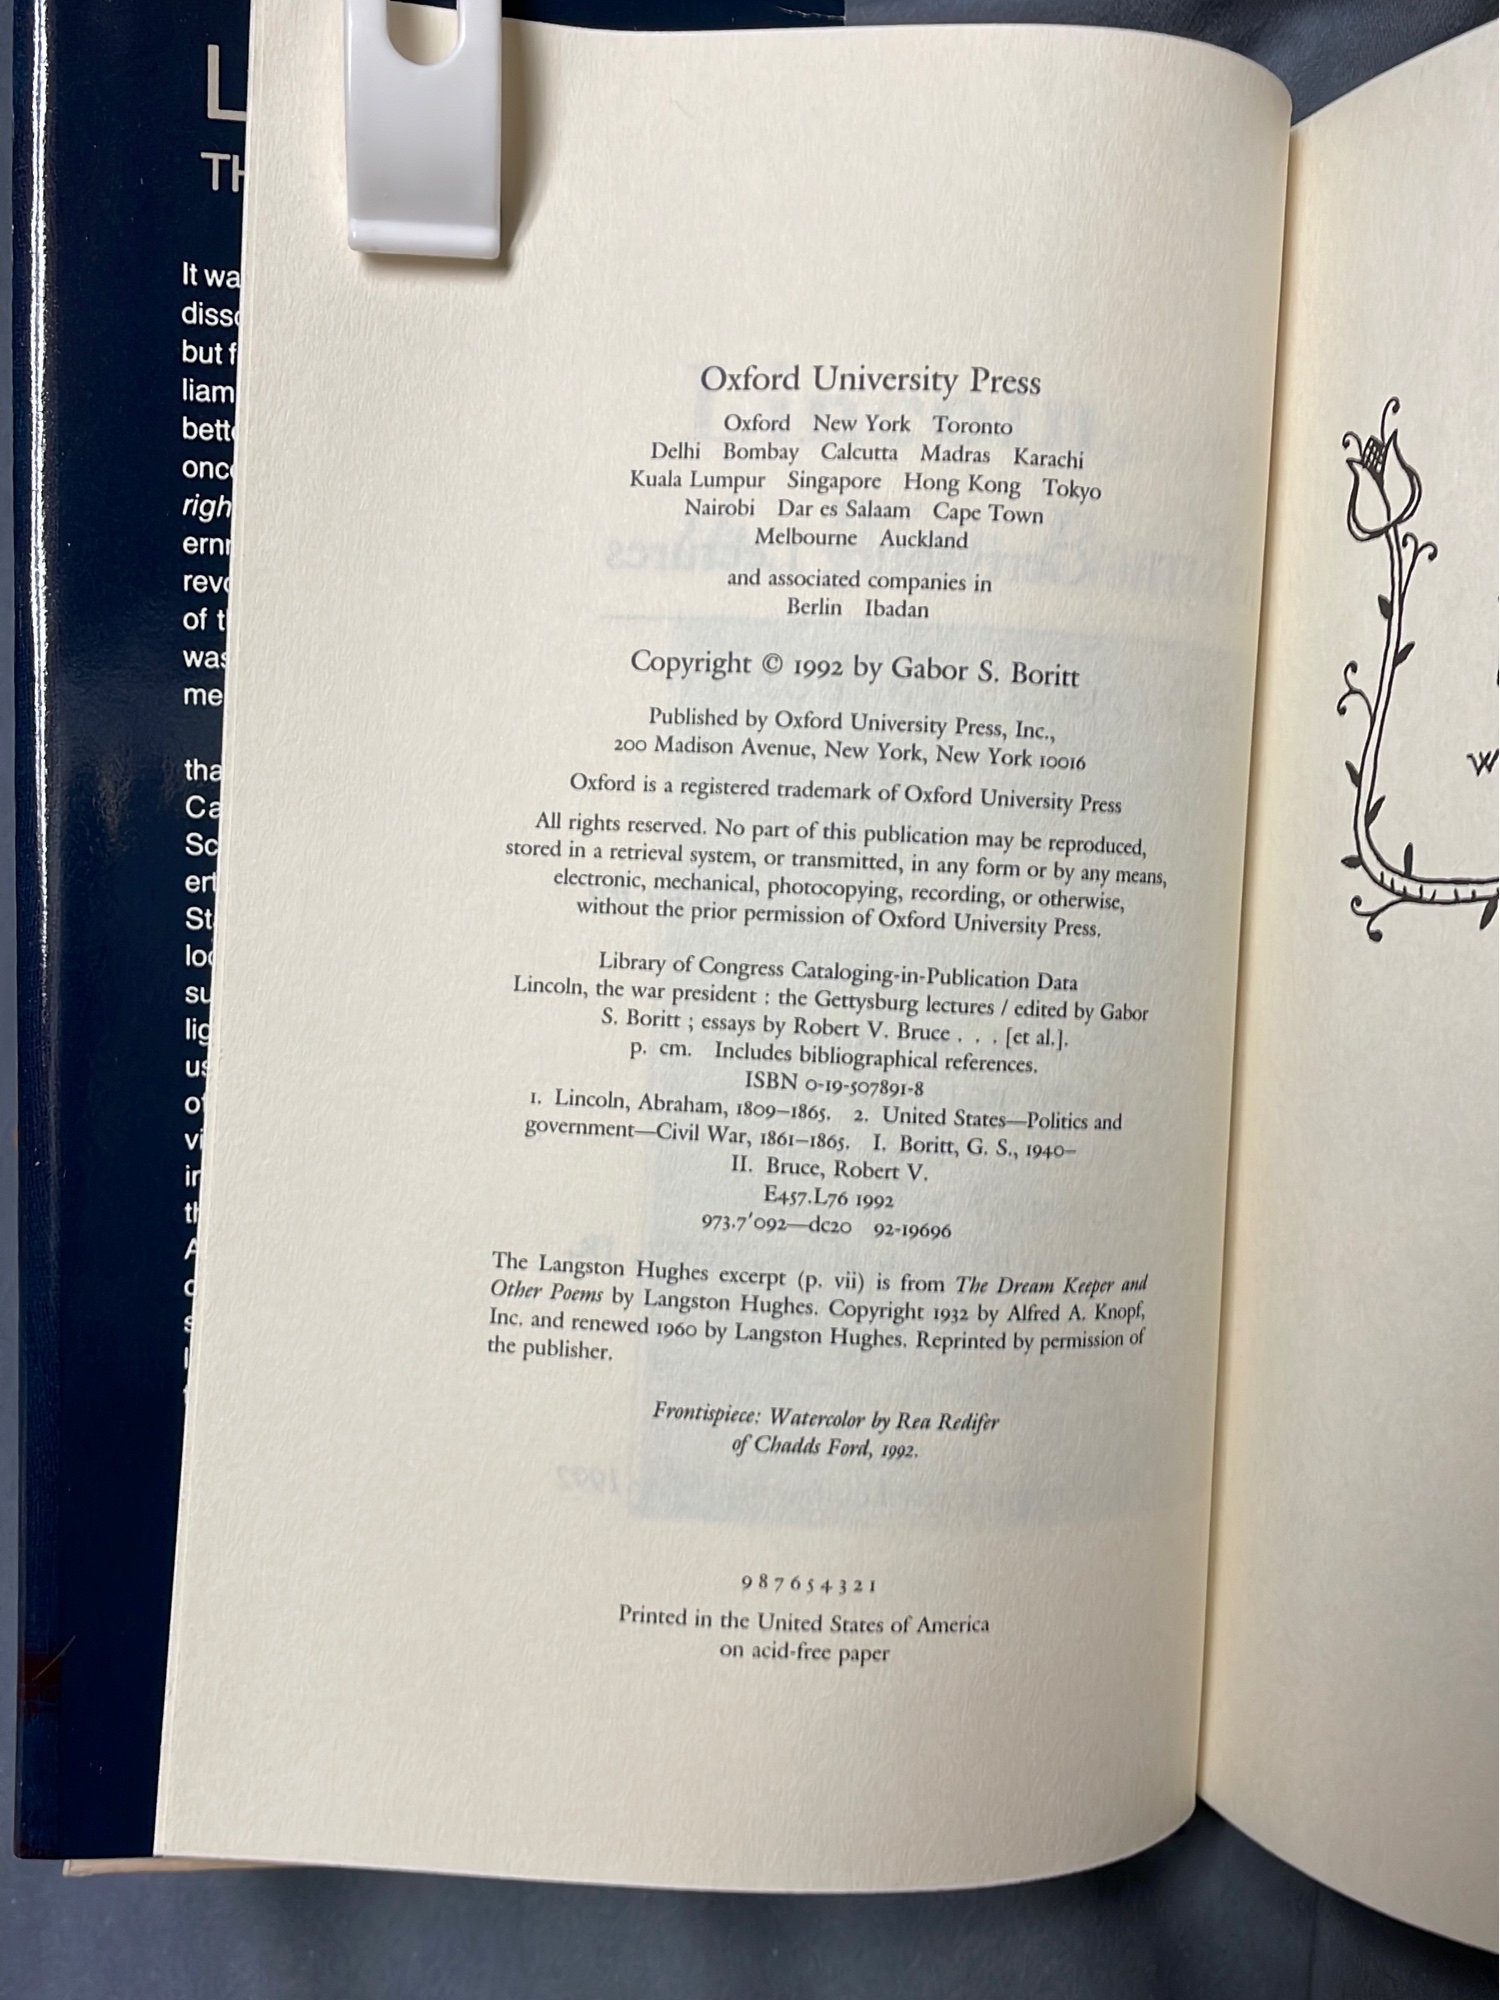 L
TH
It wa
disso
but f
liam
bette
once
righ
ern
revo
of t
was
me
tha
Ca
Sc
ert
St
loc
su
lig
us
of
vi
in
th
A
Oxford University Press
Oxford New York Toronto
Delhi Bombay Calcutta Madras Karachi
Kuala Lumpur Singapore Hong Kong Tokyo
Nairobi Dar es Salaam Cape Town
Melbourne Auckland
and associated companies in
Berlin Ibadan
Copyright © 1992 by Gabor S. Boritt
Published by Oxford University Press, Inc.,
200 Madison Avenue, New York, New York 10016
Oxford is a registered trademark of Oxford University Press
All rights reserved. No part of this publication may be reproduced,
stored in a retrieval system, or transmitted, in any form or by any means,
electronic, mechanical, photocopying, recording, or otherwise,
without the prior permission of Oxford University Press.
Library of Congress Cataloging-in-Publication Data
Lincoln, the war president : the Gettysburg lectures / edited by Gabor
S. Boritt ; essays by Robert V. Bruce . . . [et al.].
p. cm. Includes bibliographical references.
ISBN 0-19-507891-8
1. Lincoln, Abraham, 1809–1865. 2. United States—Politics and
government—Civil War, 1861–1865. I. Boritt, G. S., 1940–
II. Bruce, Robert V.
E457.L76 1992
973.7'092—dc20 92-19696
The Langston Hughes excerpt (p. vii) is from The Dream Keeper and
Other Poems by Langston Hughes. Copyright 1932 by Alfred A. Knopf,
Inc. and renewed 1960 by Langston Hughes. Reprinted by permission of
the publisher.
Frontispiece: Watercolor by Rea Redifer
of Chadds Ford, 1992.
9 8 7 6 5 4 3 2 1
Printed in the United States of America
on acid-free paper
W